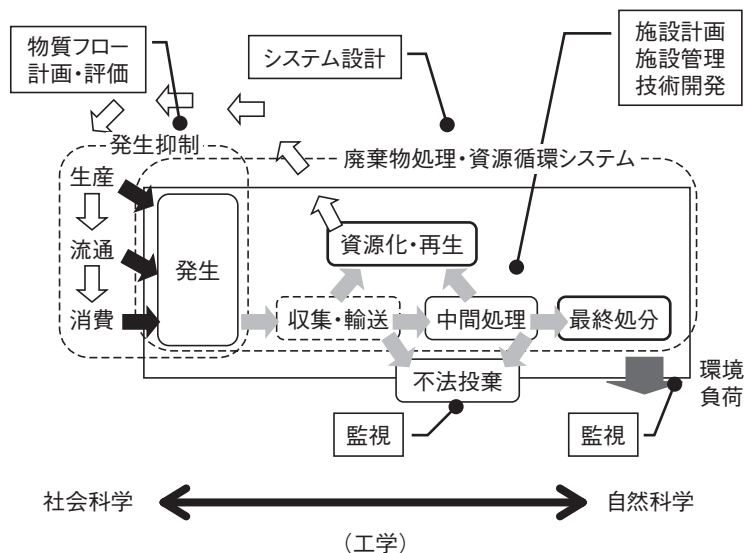 物質フロー
計画・評価
システム設計
施設計画
施設管理
技術開発
発生抑制
廃棄物処理・資源循環システム
生産
流通
消費
発生
資源化・再生
収集・輸送
中間処理
最終処分
不法投棄
環境
負荷
監視
監視
社会科学
自然科学
（工学）